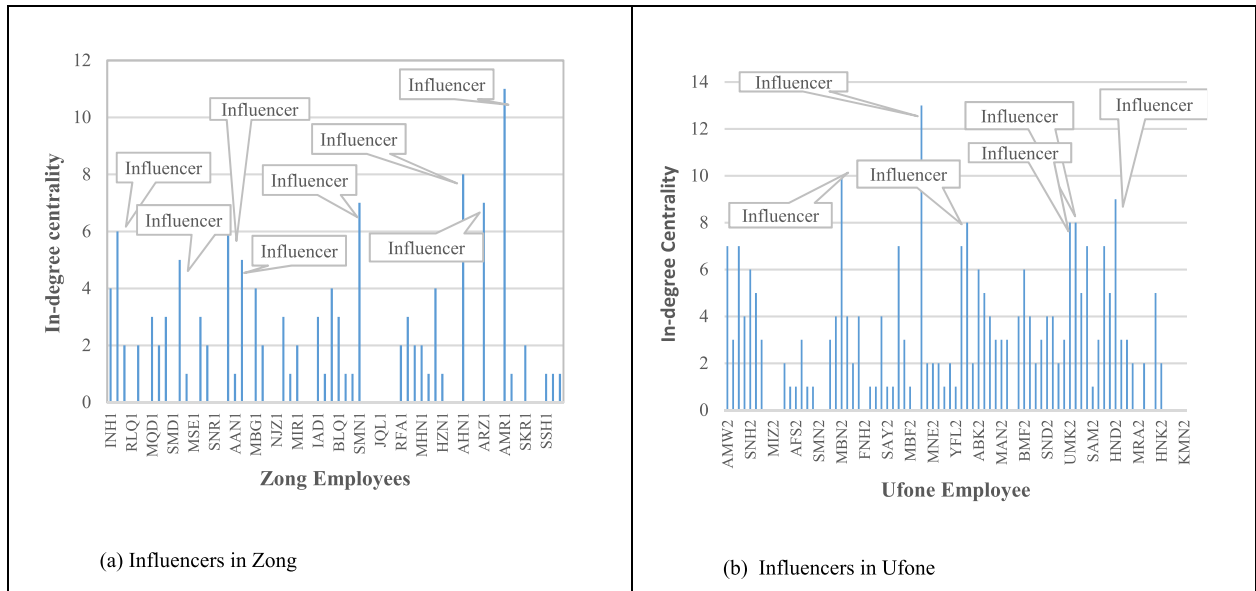 12
10
8
6
4
2
0
In-degree centrality
Influencer
Influencer
Influencer
Influencer
Influencer
Influencer
Influencer
Influencer
INH1
RLQ1
MQD1
SMD1
MSE1
SNR1
AAN1
MBG1
NJZ1
MIR1
IAD1
BLQ1
SMN1
JQL1
RFA1
MHN1
HZN1
AHN1
ARZ1
AMR1
SKR1
SSH1
Zong Employees
(a) Influencers in Zong
14
12
10
8
6
4
2
0
In-degree Centrality
Influencer
Influencer
Influencer
Influencer
Influencer
Influencer
AMW2
SNH2
MIZ2
AFS2
SMN2
MBN2
FNH2
SAY2
MBF2
MNE2
YFL2
ABK2
MAN2
BMF2
SND2
UMK2
SAM2
HND2
MRA2
HNK2
KMN2
Ufone Employee
(b) Influencers in Ufone